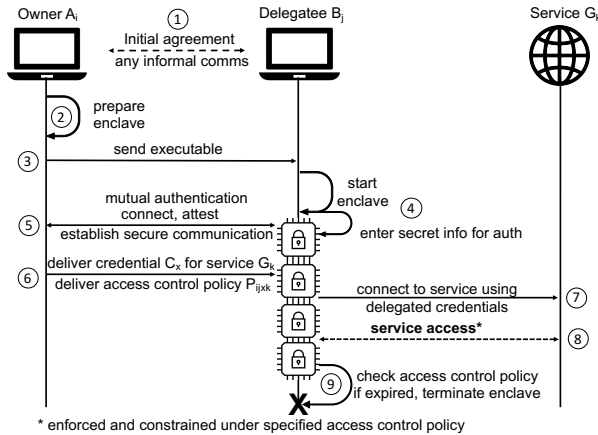 Owner Ai
Delegatee Bj
Service Gk
1
Initial agreement
any informal comms
2
prepare
enclave
3
send executable
start
enclave
4
enter secret info for auth
5
mutual authentication
connect, attest
establish secure communication
6
deliver credential Cx for service Gk
deliver access control policy Pijxk
connect to service using
delegated credentials
7
service access*
8
9
check access control policy
if expired, terminate enclave
X
* enforced and constrained under specified access control policy